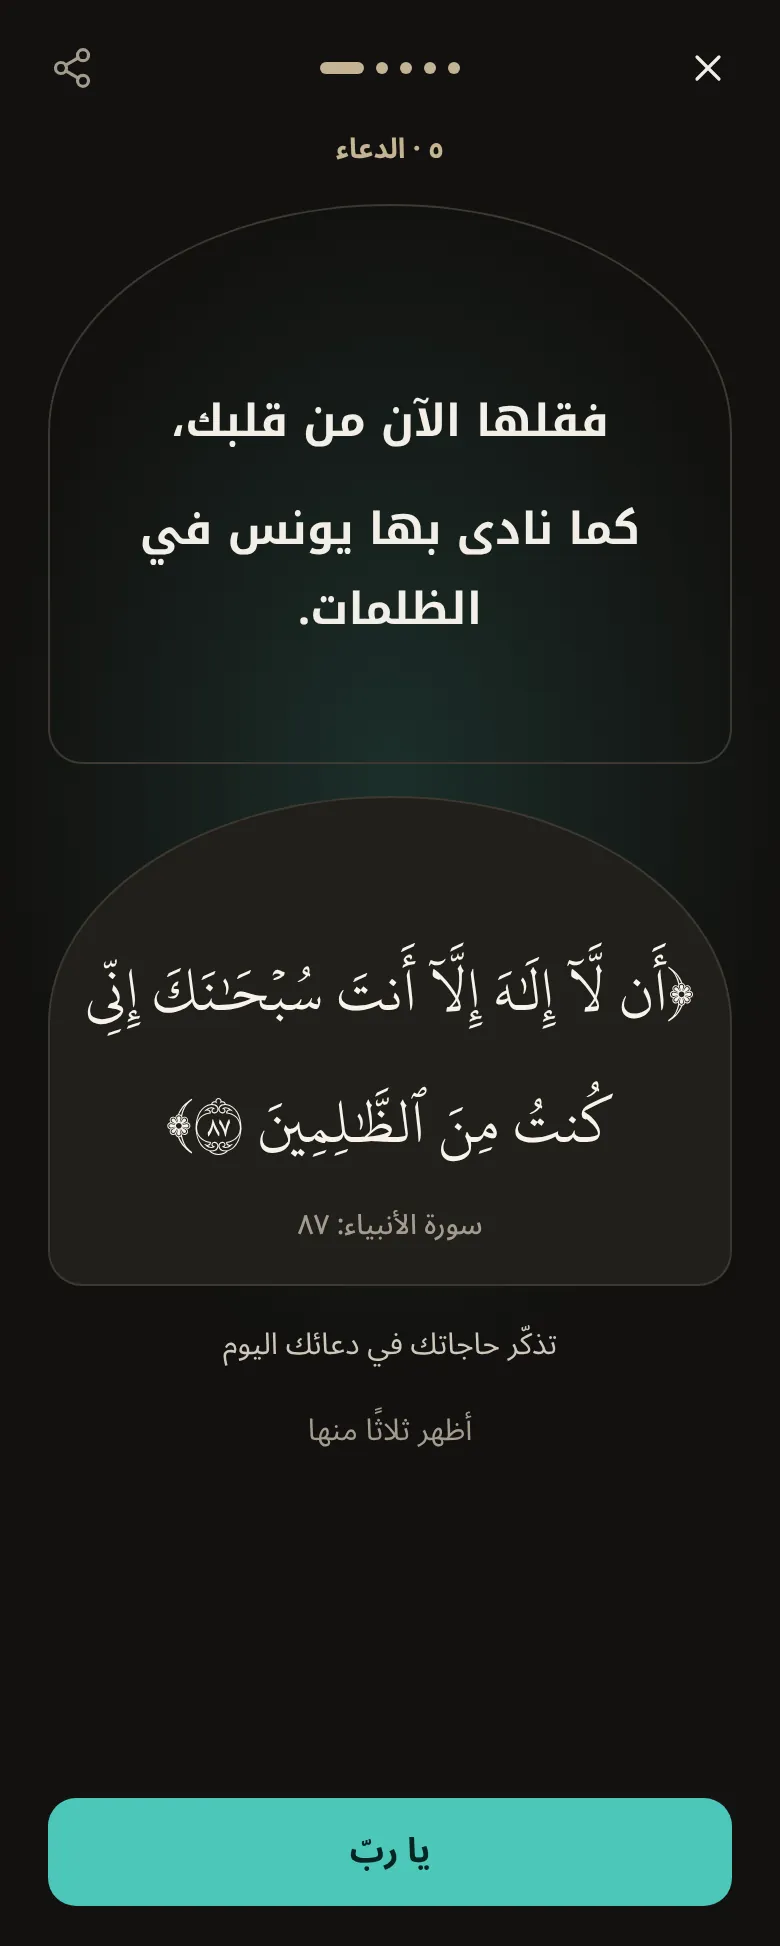 ٥ · الدعاء
فقلها الآن من قلبك،
كما نادى بها يونس في
الظلمات.
﴿أَن لَّآ إِلَـٰهَ إِلَّآ أَنتَ سُبْحَـٰنَكَ إِنِّى
كُنتُ مِنَ ٱلظَّـٰلِمِينَ ٨٧﴾
سورة الأنبياء: ٨٧
تذكّر حاجاتك في دعائك اليوم
أظهر ثلاثًا منها
يا ربّ